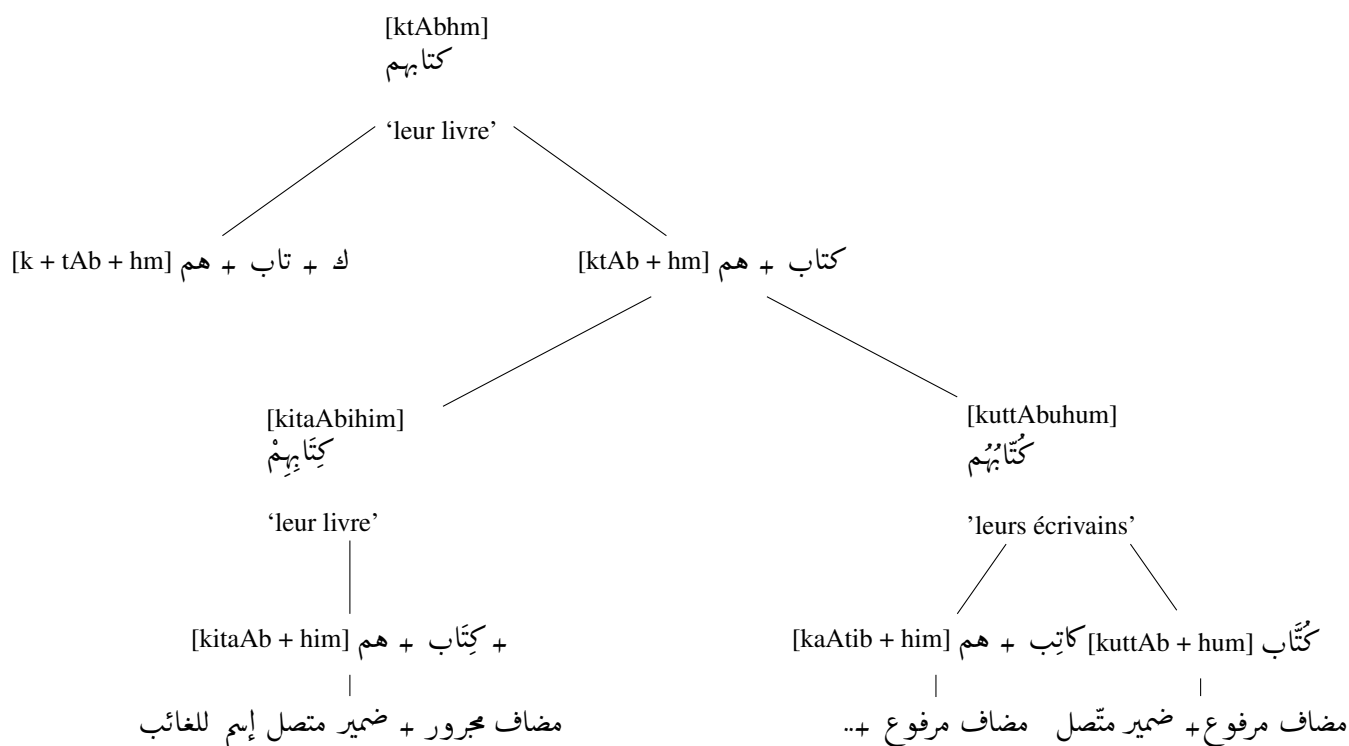 [ktAbhm]
كتابهم
‘leur livre’
[k + tAb + hm] ك + تاب + هم
[ktAb + hm] كتاب + هم
[kitaAbihim]
كِتَابِهِمْ
‘leur livre’
[kuttAbuhum]
كُتّابُهُم
’leurs écrivains’
[kitaAb + him] كِتَاب + هم +
[kaAtib + him] كاتِب + هم
[kuttAb + hum] كُتَّاب
مضاف مجرور + ضمير متصل إسم للغائب
مضاف مرفوع +..
مضاف مرفوع+ ضمير متّصل